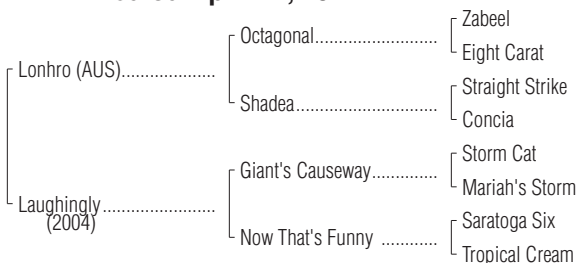 Zabeel
Octagonal..........................
Eight Carat
Lonhro (AUS)....................
Straight Strike
Shadea..............................
Concia
Storm Cat
Giant's Causeway..............
Mariah's Storm
Laughingly........................
(2004)
Saratoga Six
Now That's Funny ............
Tropical Cream